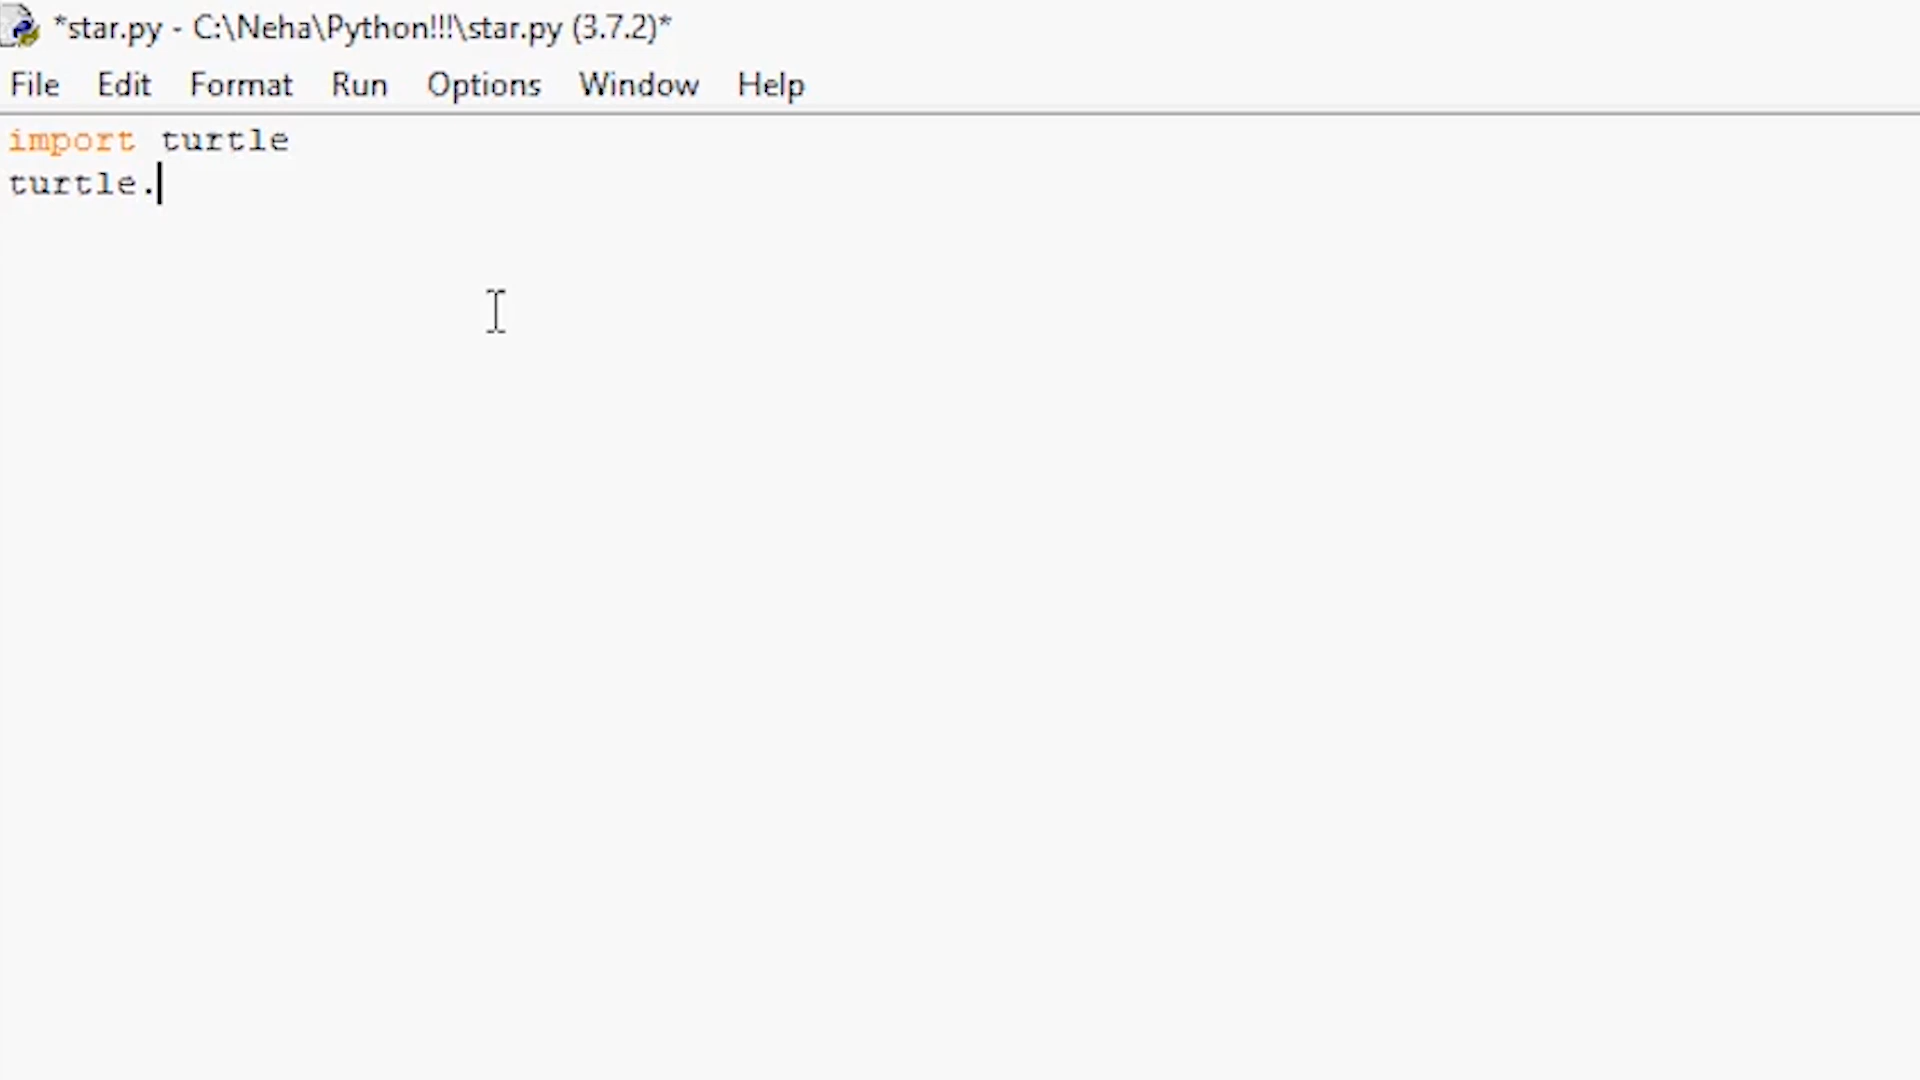 *star.py - C:\Neha\Python!!!\star.py (3.7.2)*
File Edit Format Run Options Window Help
import turtle
turtle.